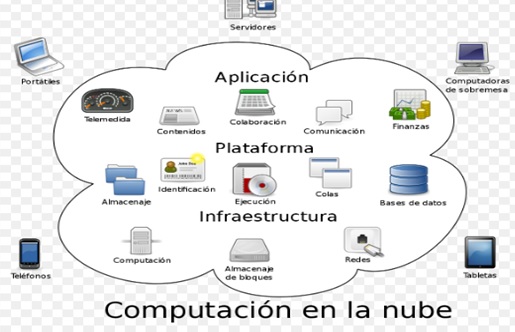 Servidores
Aplicación
Portátiles
Computadoras
de sobremesa
Telemedida
Contenidos
Colaboración
Comunicación
Finanzas
Plataforma
Almacenaje
Identificación
Ejecución
Colas
Bases de datos
Infraestructura
Computación
Almacenaje
de bloques
Redes
Teléfonos
Tabletas
Computación en la nube